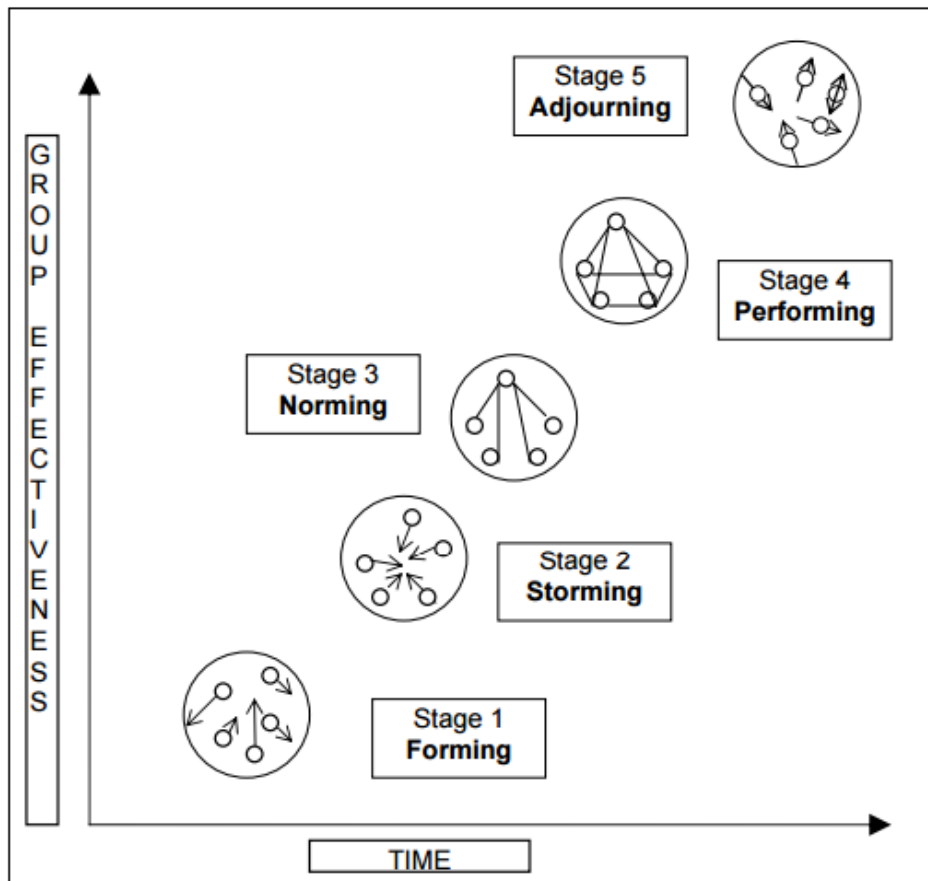 Stage 5
Adjourning
Stage 4
Performing
Stage 3
Norming
Stage 2
Storming
Stage 1
Forming
GROUP EFFECTIVENESS
TIME